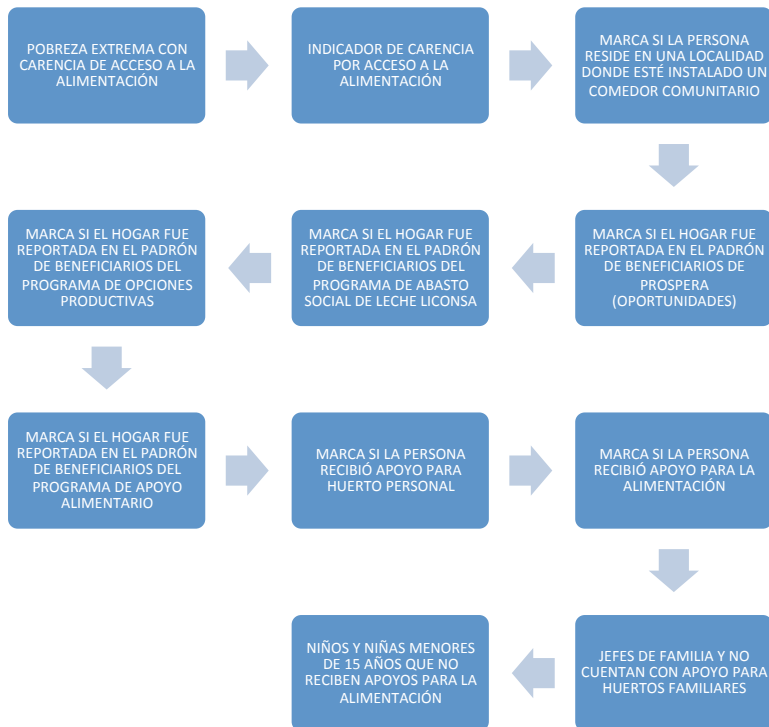 POBREZA EXTREMA CON
CARENCIA DE ACCESO A LA
ALIMENTACIÓN
INDICADOR DE CARENCIA
POR ACCESO A LA
ALIMENTACIÓN
MARCA SI LA PERSONA
RESIDE EN UNA LOCALIDAD
DONDE ESTÉ INSTALADO UN
COMEDOR COMUNITARIO
MARCA SI EL HOGAR FUE
REPORTADA EN EL PADRÓN
DE BENEFICIARIOS DE
PROSPERA
(OPORTUNIDADES)
MARCA SI EL HOGAR FUE
REPORTADA EN EL PADRÓN
DE BENEFICIARIOS DEL
PROGRAMA DE ABASTO
SOCIAL DE LECHE LICONSA
MARCA SI EL HOGAR FUE
REPORTADA EN EL PADRÓN
DE BENEFICIARIOS DEL
PROGRAMA DE OPCIONES
PRODUCTIVAS
MARCA SI EL HOGAR FUE
REPORTADA EN EL PADRÓN
DE BENEFICIARIOS DEL
PROGRAMA DE APOYO
ALIMENTARIO
MARCA SI LA PERSONA
RECIBIÓ APOYO PARA
HUERTO PERSONAL
MARCA SI LA PERSONA
RECIBIÓ APOYO PARA LA
ALIMENTACIÓN
JEFES DE FAMILIA Y NO
CUENTAN CON APOYO PARA
HUERTOS FAMILIARES
NIÑOS Y NIÑAS MENORES
DE 15 AÑOS QUE NO
RECIBEN APOYOS PARA LA
ALIMENTACIÓN